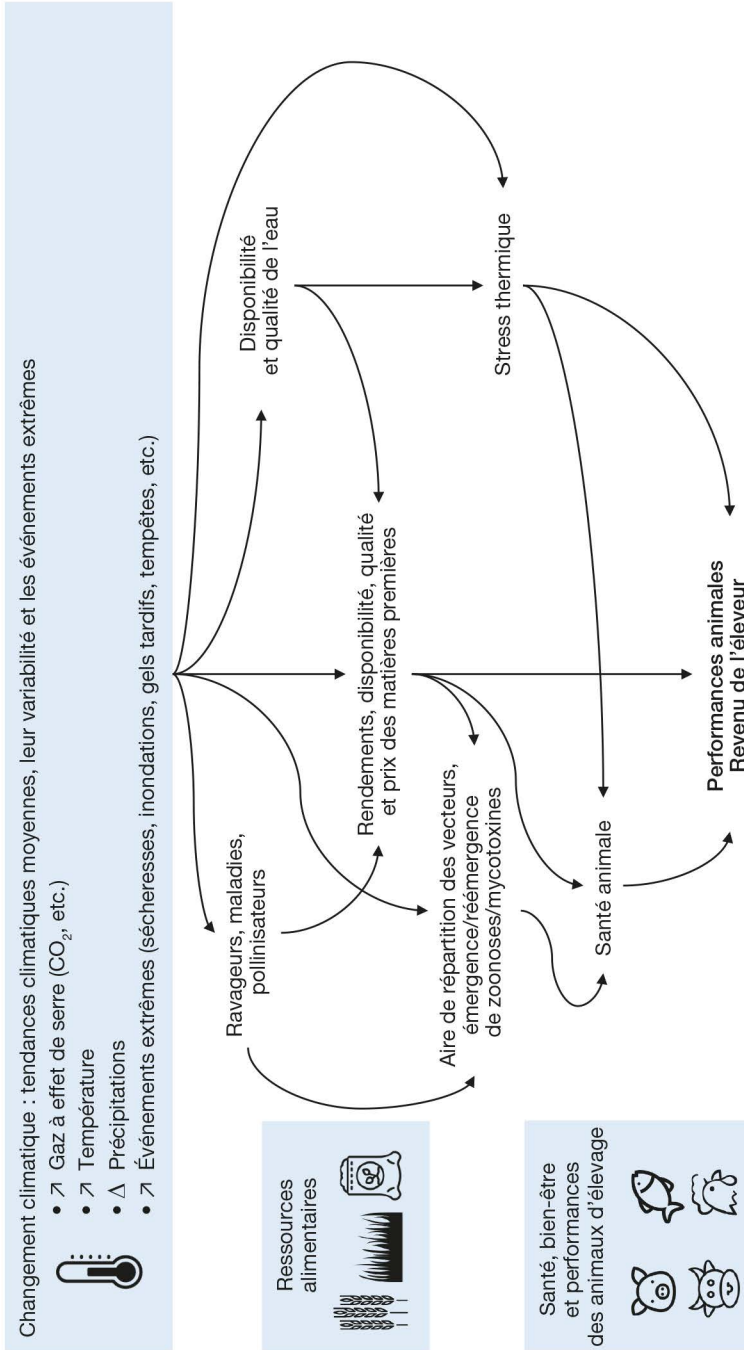 Changement climatique : tendances climatiques moyennes, leur variabilité et les événements extrêmes
• ↗ Gaz à effet de serre (CO₂, etc.)
• ↗ Température
• Δ Précipitations
• ↗ Événements extrêmes (sécheresses, inondations, gels tardifs, tempêtes, etc.)
Ressources
alimentaires
Ravageurs, maladies,
pollinisateurs
Disponibilité
et qualité de l'eau
Rendements, disponibilité, qualité
et prix des matières premières
Aire de répartition des vecteurs,
émergence/réémergence
de zoonoses/mycotoxines
Stress thermique
Santé, bien-être
et performances
des animaux d'élevage
Santé animale
Performances animales
Revenu de l'éleveur